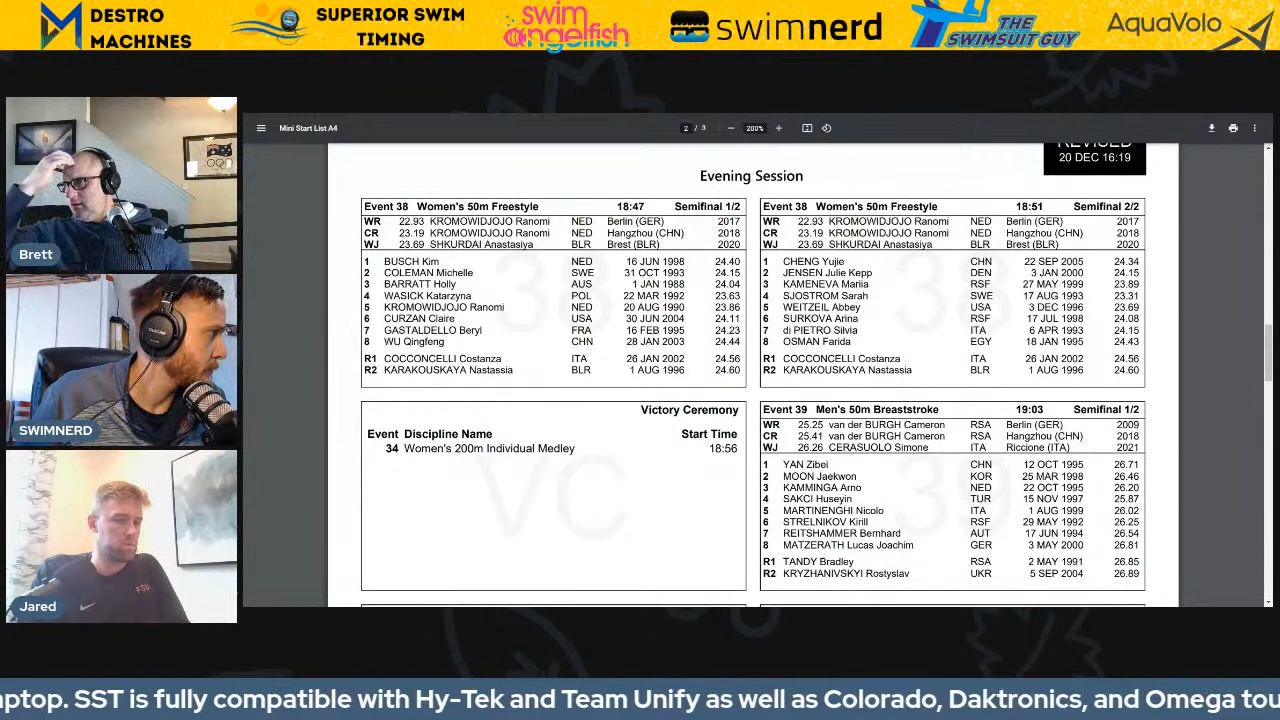 DESTRO
MACHINES
SUPERIOR SWIM
TIMING
swim
angelfish
swimnerd
THE
SWIMSUIT GUY
AquaVolo
Mini Start List A4
2 / 3
200%
REVISED
20 DEC 16:19
Evening Session
Event 38 Women's 50m Freestyle 18:47 Semifinal 1/2
WR 22.93 KROMOWIDJOJO Ranomi NED Berlin (GER) 2017
CR 23.19 KROMOWIDJOJO Ranomi NED Hangzhou (CHN) 2018
WJ 23.69 SHKURDAI Anastasiya BLR Brest (BLR) 2020
1 BUSCH Kim NED 16 JUN 1998 24.40
2 COLEMAN Michelle SWE 31 OCT 1993 24.15
3 BARRATT Holly AUS 1 JAN 1988 24.04
4 WASICK Katarzyna POL 22 MAR 1992 23.63
5 KROMOWIDJOJO Ranomi NED 20 AUG 1990 23.86
6 CURZAN Claire USA 30 JUN 2004 24.11
7 GASTALDELLO Beryl FRA 16 FEB 1995 24.23
8 WU Qingfeng CHN 28 JAN 2003 24.44
R1 COCCONCELLI Costanza ITA 26 JAN 2002 24.56
R2 KARAKOUSKAYA Nastassia BLR 1 AUG 1996 24.60
38
Event 38 Women's 50m Freestyle 18:51 Semifinal 2/2
WR 22.93 KROMOWIDJOJO Ranomi NED Berlin (GER) 2017
CR 23.19 KROMOWIDJOJO Ranomi NED Hangzhou (CHN) 2018
WJ 23.69 SHKURDAI Anastasiya BLR Brest (BLR) 2020
1 CHENG Yujie CHN 22 SEP 2005 24.34
2 JENSEN Julie Kepp DEN 3 JAN 2000 24.15
3 KAMENEVA Mariia RSF 27 MAY 1999 23.89
4 SJOSTROM Sarah SWE 17 AUG 1993 23.31
5 WEITZEIL Abbey USA 3 DEC 1996 23.69
6 SURKOVA Arina RSF 17 JUL 1998 24.08
7 di PIETRO Silvia ITA 6 APR 1993 24.15
8 OSMAN Farida EGY 18 JAN 1995 24.43
R1 COCCONCELLI Costanza ITA 26 JAN 2002 24.56
R2 KARAKOUSKAYA Nastassia BLR 1 AUG 1996 24.60
38
Victory Ceremony
Event Discipline Name Start Time
34 Women's 200m Individual Medley 18:56
VC
Event 39 Men's 50m Breaststroke 19:03 Semifinal 1/2
WR 25.25 van der BURGH Cameron RSA Berlin (GER) 2009
CR 25.41 van der BURGH Cameron RSA Hangzhou (CHN) 2018
WJ 26.26 CERASUOLO Simone ITA Riccione (ITA) 2021
1 YAN Zibei CHN 12 OCT 1995 26.71
2 MOON Jaekwon KOR 25 MAR 1998 26.46
3 KAMMINGA Arno NED 22 OCT 1995 26.20
4 SAKCI Huseyin TUR 15 NOV 1997 25.87
5 MARTINENGHI Nicolo ITA 1 AUG 1999 26.02
6 STRELNIKOV Kirill RSF 29 MAY 1992 26.25
7 REITSHAMMER Bernhard AUT 17 JUN 1994 26.54
8 MATZERATH Lucas Joachim GER 3 MAY 2000 26.81
R1 TANDY Bradley RSA 2 MAY 1991 26.85
R2 KRYZHANIVSKYI Rostyslav UKR 5 SEP 2004 26.89
39
Brett
SWIMNERD
Jared
FSU
aptop. SST is fully compatible with Hy-Tek and Team Unify as well as Colorado, Daktronics, and Omega tou